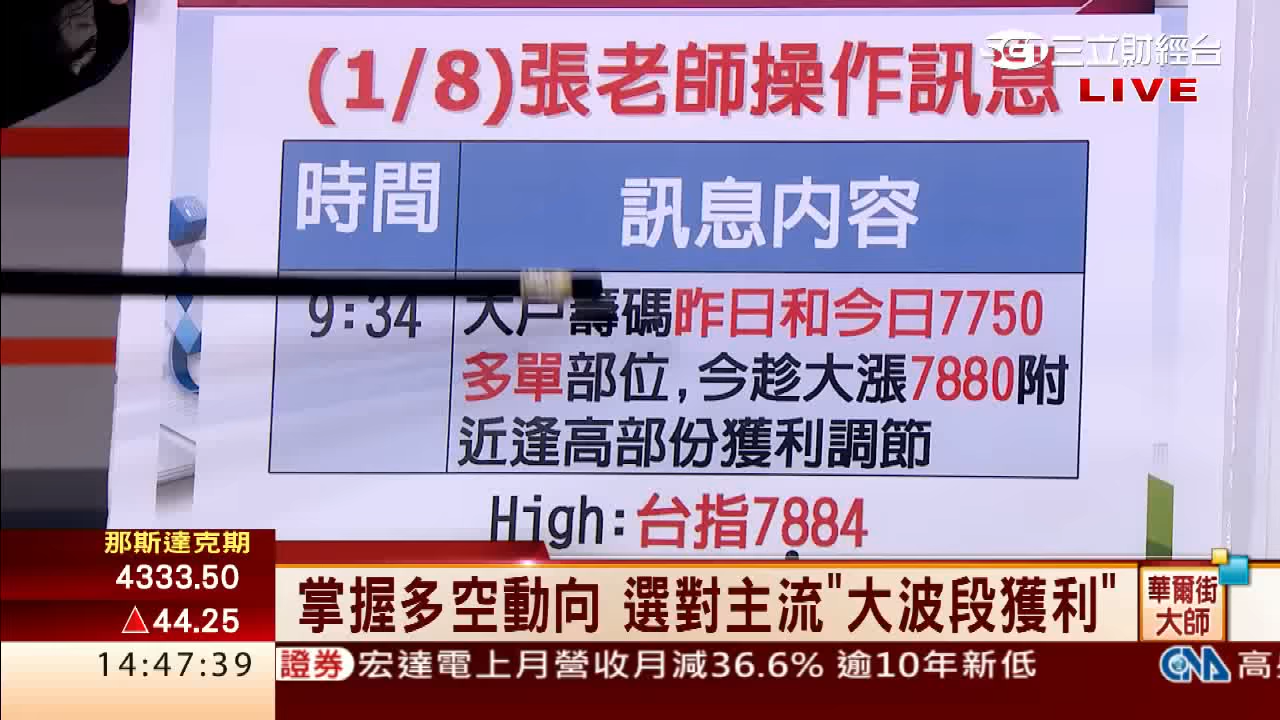 (1/8)張老師操作訊息
三立財經台
LIVE
時間
訊息內容
9:34
大戶籌碼昨日和今日7750
多單部位,今趁大漲7880附
近逢高部份獲利調節
High:台指7884
那斯達克期
4333.50
▲44.25
14:47:39
掌握多空動向 選對主流"大波段獲利"
華爾街
大師
證券 宏達電上月營收月減36.6% 逾10年新低
CNA 高